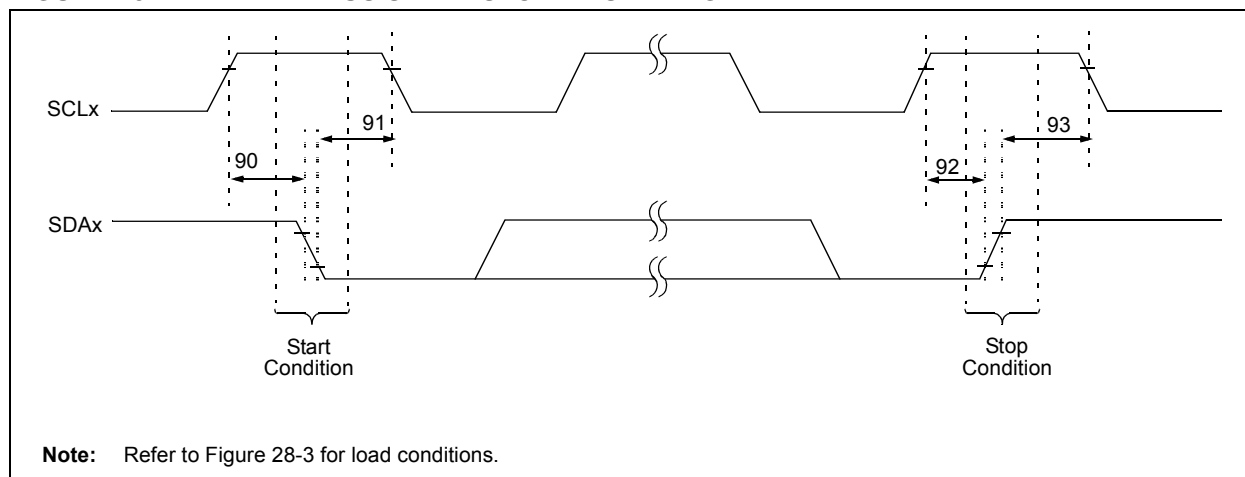 SCLx
91
93
90
92
SDAx
Start
Condition
Stop
Condition
Note: Refer to Figure 28-3 for load conditions.